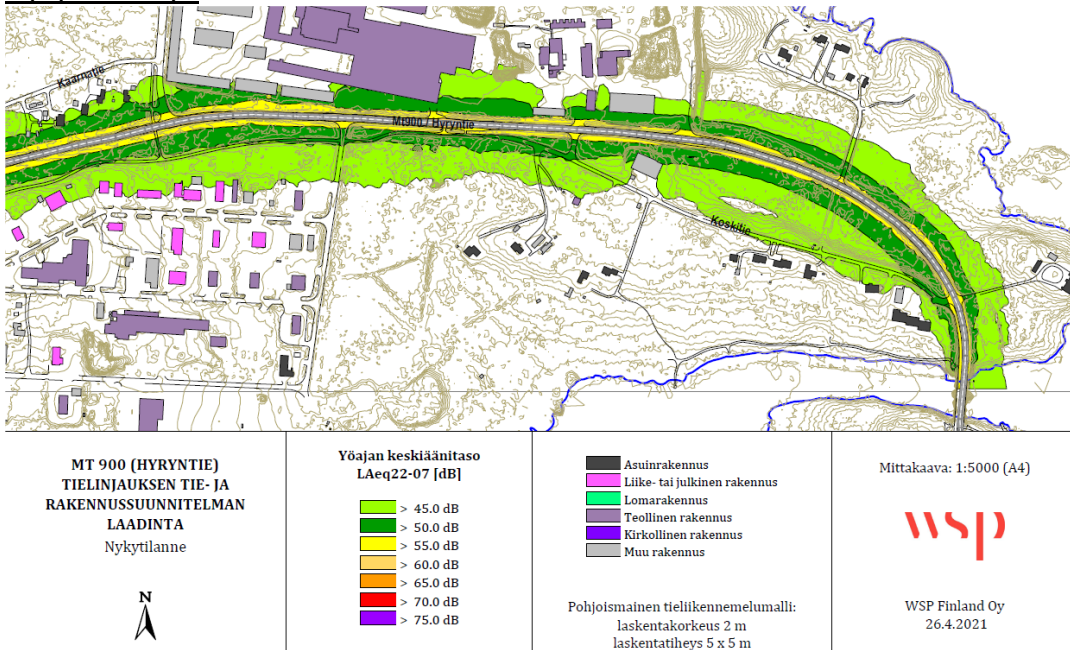 Kaarnatie
Mt 900 / Hyryntie
Koskitie
MT 900 (HYRYNTIE)
TIELINJAUKSEN TIE- JA
RAKENNUSSUUNNITELMAN
LAADINTA
Nykytilanne
N
Yöajan keskiäänitaso
LAeq22-07 [dB]
> 45.0 dB
> 50.0 dB
> 55.0 dB
> 60.0 dB
> 65.0 dB
> 70.0 dB
> 75.0 dB
Asuinrakennus
Liike- tai julkinen rakennus
Lomarakennus
Teollinen rakennus
Kirkollinen rakennus
Muu rakennus
Pohjoismainen tieliikennemelumalli:
laskentakorkeus 2 m
laskentatiheys 5 x 5 m
Mittakaava: 1:5000 (A4)
wsp
WSP Finland Oy
26.4.2021